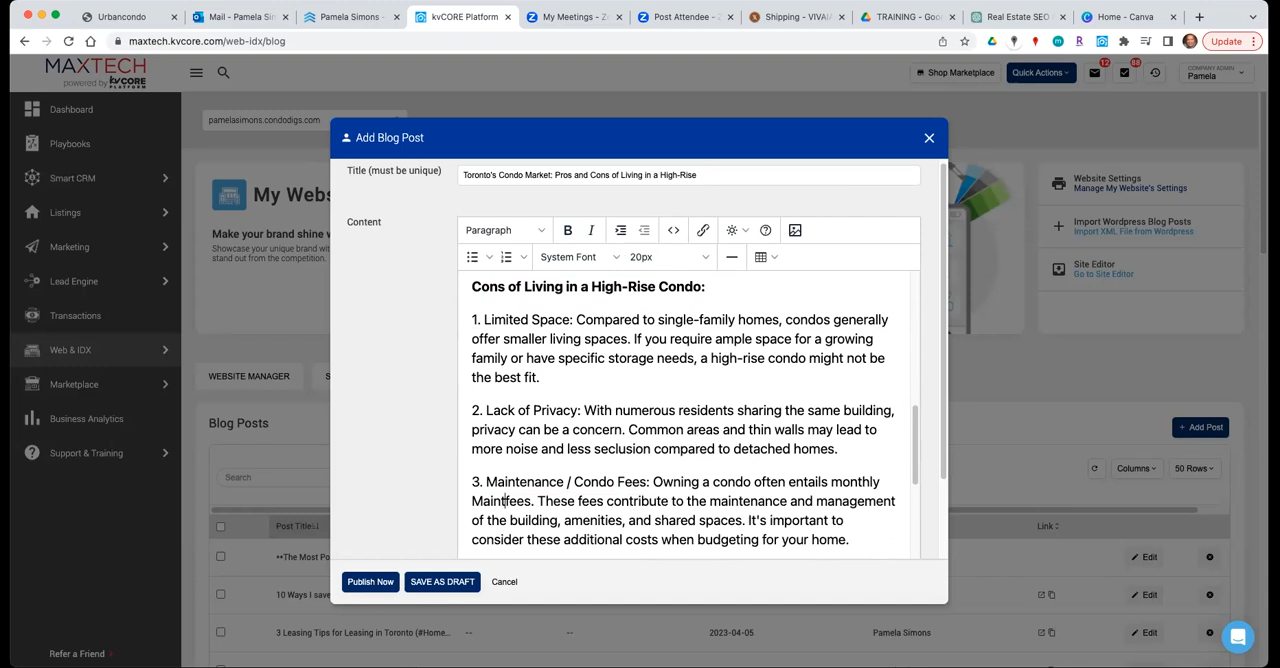 Urbancondo
Mail - Pamela Sim
Pamela Simons -
kvCORE Platform
My Meetings - Ze
Post Attendee - Z
Shipping - VIVAI
TRAINING - Goo
Real Estate SEO
Home - Canva
maxtech.kvcore.com/web-idx/blog
Update
MAXTECH
powered by kvCORE PLATFORM
Shop Marketplace
Quick Actions
12
88
COMPANY ADMIN
Pamela
Dashboard
Playbooks
Smart CRM
Listings
Marketing
Lead Engine
Transactions
Web & IDX
Marketplace
Business Analytics
Support & Training
Refer a Friend
pamelasimons.condodigs.com
My Webs
Make your brand shine w
Showcase your unique brand wit
stand out from the competition.
Website Settings
Manage My Website's Settings
Import Wordpress Blog Posts
Import XML File from Wordpress
Site Editor
Go to Site Editor
WEBSITE MANAGER
S
Blog Posts
+ Add Post
Search
Columns
50 Rows
Post Title
Link
**The Most Po
Edit
10 Ways I save
Edit
3 Leasing Tips for Leasing in Toronto (#Home...
--
--
2023-04-05
Pamela Simons
Edit
Add Blog Post
Title (must be unique)
Toronto's Condo Market: Pros and Cons of Living in a High-Rise
Content
Paragraph
B
I
System Font
20px
Cons of Living in a High-Rise Condo:
1. Limited Space: Compared to single-family homes, condos generally
offer smaller living spaces. If you require ample space for a growing
family or have specific storage needs, a high-rise condo might not be
the best fit.
2. Lack of Privacy: With numerous residents sharing the same building,
privacy can be a concern. Common areas and thin walls may lead to
more noise and less seclusion compared to detached homes.
3. Maintenance / Condo Fees: Owning a condo often entails monthly
Maintfees. These fees contribute to the maintenance and management
of the building, amenities, and shared spaces. It's important to
consider these additional costs when budgeting for your home.
Publish Now
SAVE AS DRAFT
Cancel